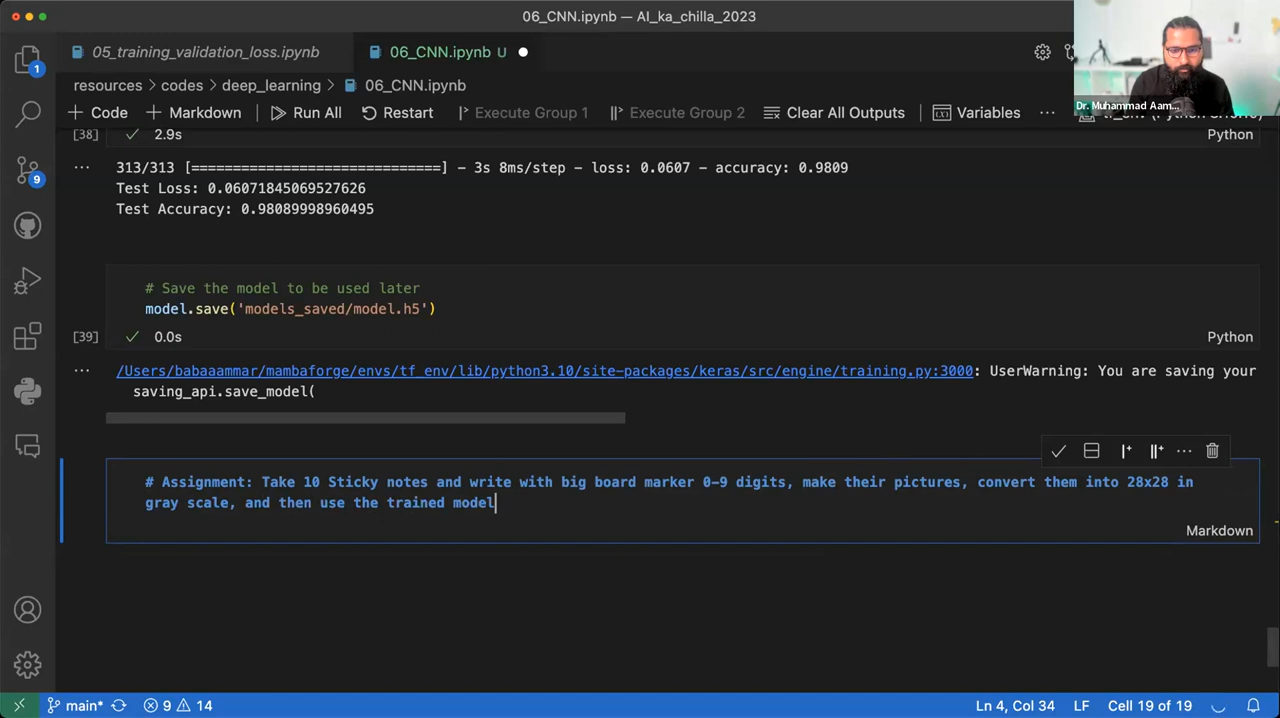 06_CNN.ipynb — AI_ka_chilla_2023
05_training_validation_loss.ipynb
06_CNN.ipynb U
resources > codes > deep_learning > 06_CNN.ipynb
Dr. Muhammad Aam...
+ Code + Markdown Run All Restart Execute Group 1 Execute Group 2 Clear All Outputs Variables ...
[38] ✓ 2.9s
Python
... 313/313 [==============================] - 3s 8ms/step - loss: 0.0607 - accuracy: 0.9809
Test Loss: 0.06071845069527626
Test Accuracy: 0.98089998960495
# Save the model to be used later
model.save('models_saved/model.h5')
[39] ✓ 0.0s
Python
... /Users/babaaammar/mambaforge/envs/tf_env/lib/python3.10/site-packages/keras/src/engine/training.py:3000: UserWarning: You are saving your
saving_api.save_model(
# Assignment: Take 10 Sticky notes and write with big board marker 0-9 digits, make their pictures, convert them into 28x28 in
gray scale, and then use the trained model
Markdown
1
9
main* 9 14
Ln 4, Col 34 LF Cell 19 of 19